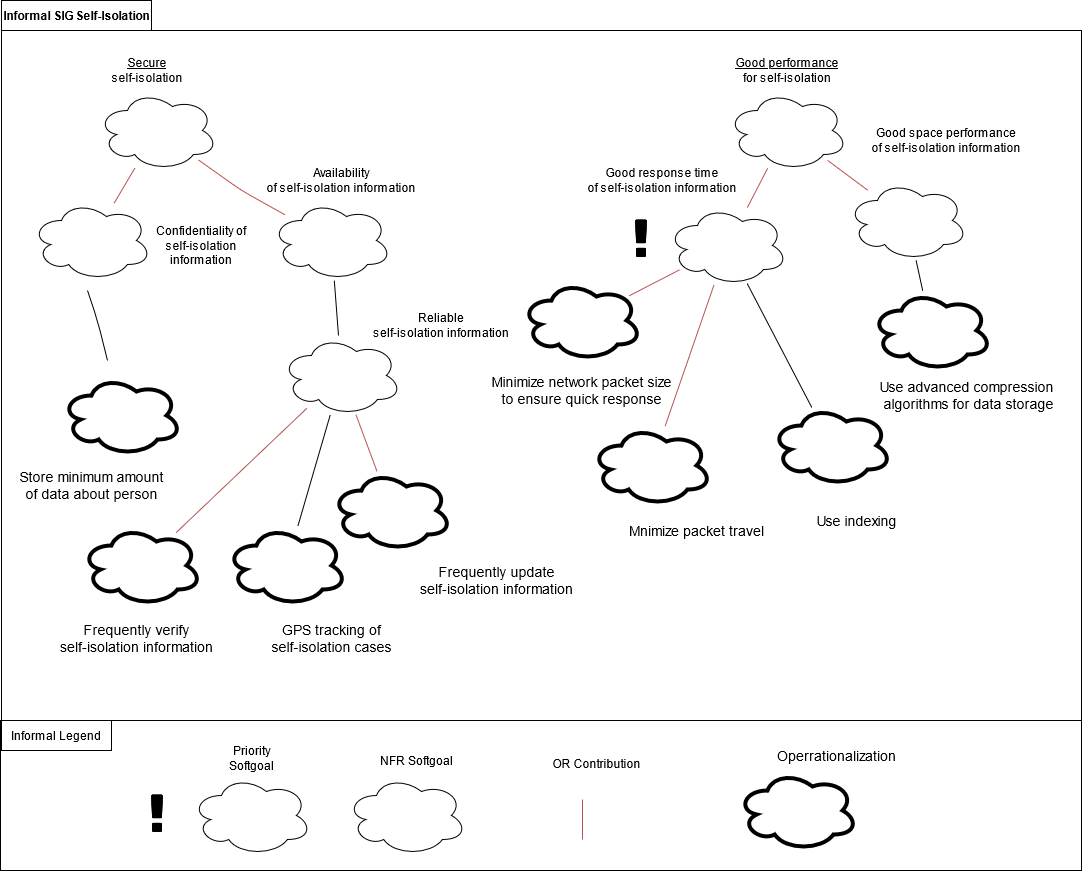 Informal SIG Self-Isolation
Secure
self-isolation
Good performance
for self-isolation
Good space performance
of self-isolation information
Availability
of self-isolation information
Good response time
of self-isolation information
!
Confidentiality of
self-isolation
information
Reliable
self-isolation information
Minimize network packet size
to ensure quick response
Use advanced compression
algorithms for data storage
Store minimum amount
of data about person
Mnimize packet travel
Use indexing
Frequently update
self-isolation information
Frequently verify
self-isolation information
GPS tracking of
self-isolation cases
Informal Legend
!
Priority
Softgoal
NFR Softgoal
OR Contribution
Operrationalization